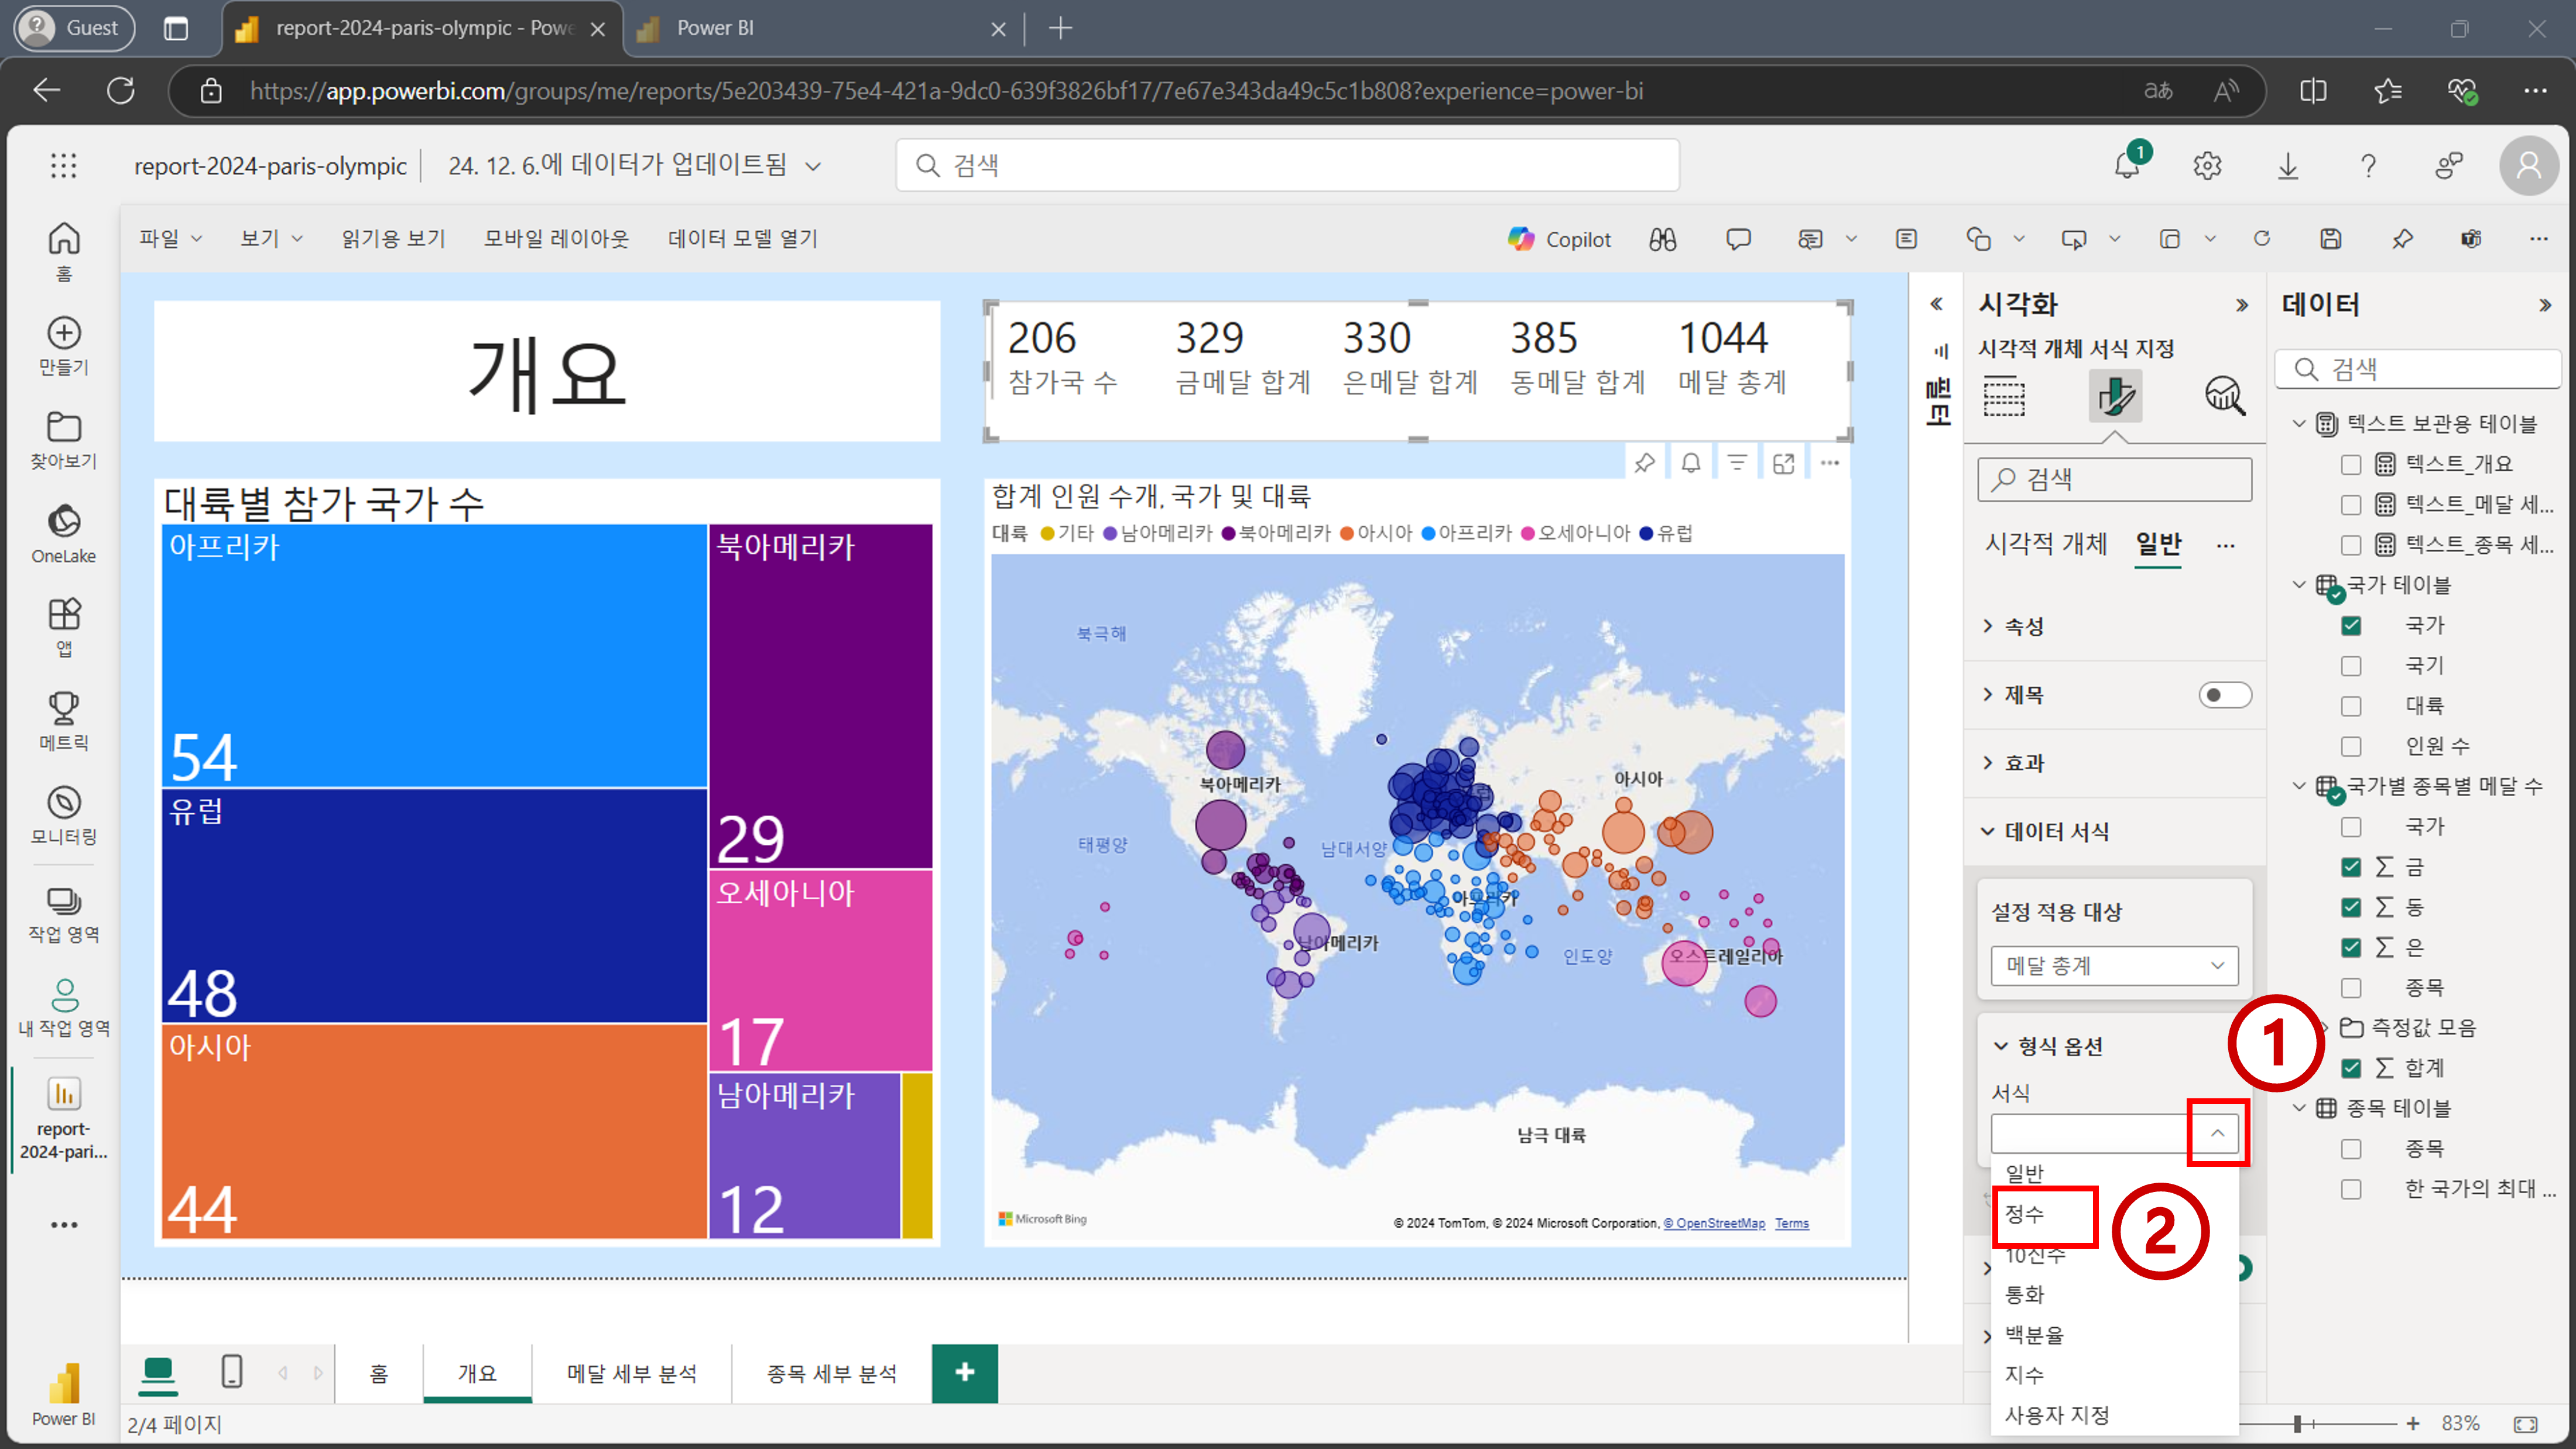 Guest
report-2024-paris-olympic - Powe
Power BI
https://app.powerbi.com/groups/me/reports/5e203439-75e4-421a-9dc0-639f3826bf17/7e67e343da49c5c1b808?experience=power-bi
report-2024-paris-olympic
24. 12. 6.에 데이터가 업데이트됨
검색
1
파일
보기
읽기용 보기
모바일 레이아웃
데이터 모델 열기
Copilot
홈
만들기
찾아보기
OneLake
앱
메트릭
모니터링
작업 영역
내 작업 영역
report-
2024-pari...
Power BI
개요
206
참가국 수
329
금메달 합계
330
은메달 합계
385
동메달 합계
1044
메달 총계
대륙별 참가 국가 수
아프리카
54
유럽
48
아시아
44
북아메리카
29
오세아니아
17
남아메리카
12
합계 인원 수개, 국가 및 대륙
대륙 기타 남아메리카 북아메리카 아시아 아프리카 오세아니아 유럽
북극해
북아메리카
아시아
태평양
남대서양
아프리카
남아메리카
인도양
오스트레일리아
남극 대륙
Microsoft Bing
© 2024 TomTom, © 2024 Microsoft Corporation, © OpenStreetMap Terms
필터
시각화
시각적 개체 서식 지정
검색
시각적 개체
일반
속성
제목
효과
데이터 서식
설정 적용 대상
메달 총계
형식 옵션
서식
일반
정수
10진수
통화
백분율
지수
사용자 지정
1
2
데이터
검색
텍스트 보관용 테이블
텍스트_개요
텍스트_메달 세...
텍스트_종목 세...
국가 테이블
국가
국기
대륙
인원 수
국가별 종목별 메달 수
국가
금
동
은
종목
측정값 모음
합계
종목 테이블
종목
한 국가의 최대 ...
홈
개요
메달 세부 분석
종목 세부 분석
2/4 페이지
83%